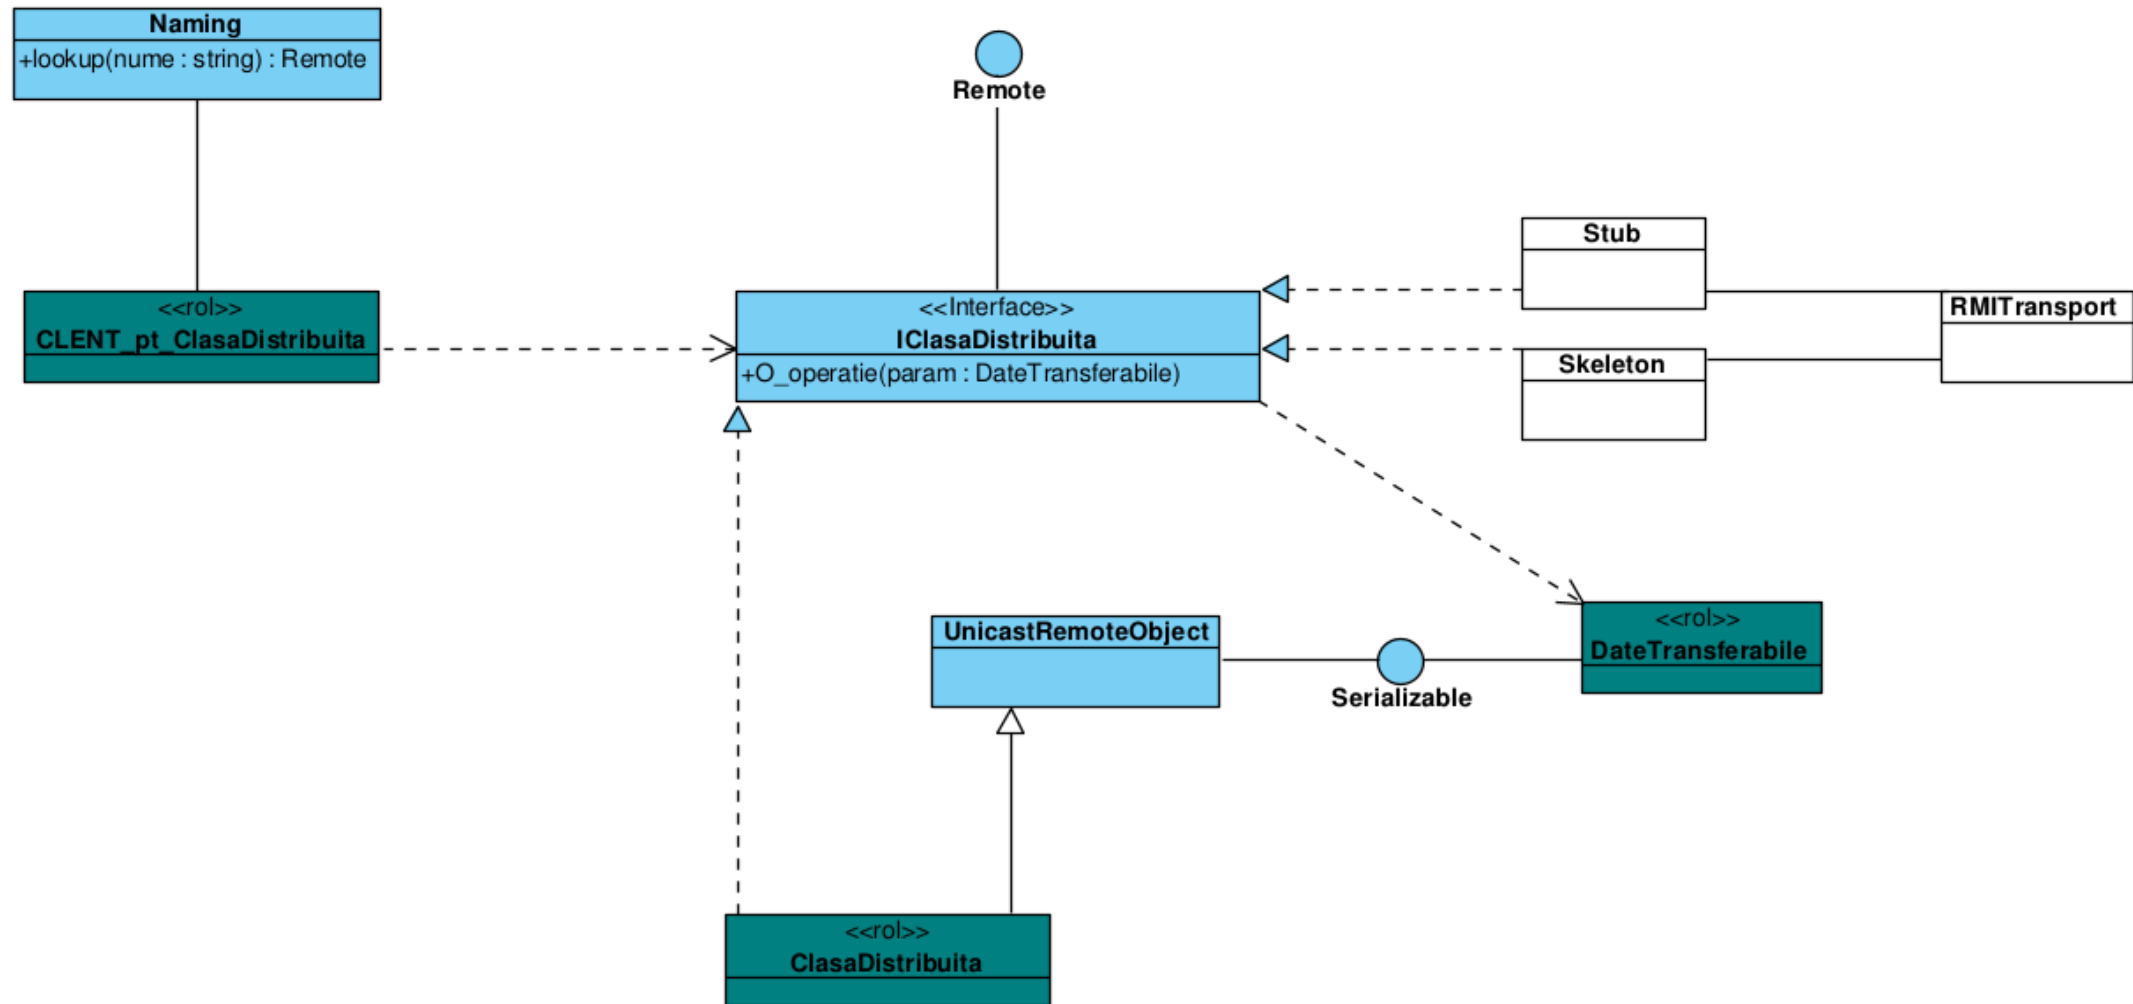 Naming
+lookup(nume : string) : Remote
Remote
<<rol>>
CLENT_pt_ClasaDistribuita
<<Interface>>
IClasaDistribuita
+O_operatie(param : DateTransferabile)
Stub
Skeleton
RMITransport
UnicastRemoteObject
Serializable
<<rol>>
DateTransferabile
<<rol>>
ClasaDistribuita